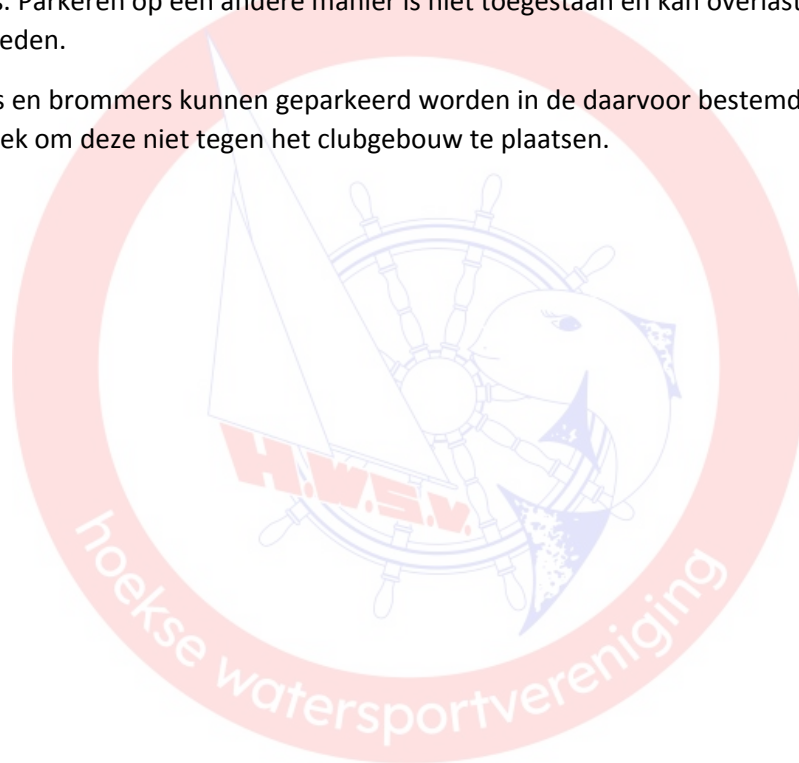 s. Parkeren op een andere manier is niet toegestaan en kan overlast
eden.
s en brommers kunnen geparkeerd worden in de daarvoor bestemd
ek om deze niet tegen het clubgebouw te plaatsen.
H.W.S.V.
hoekse watersportvereniging